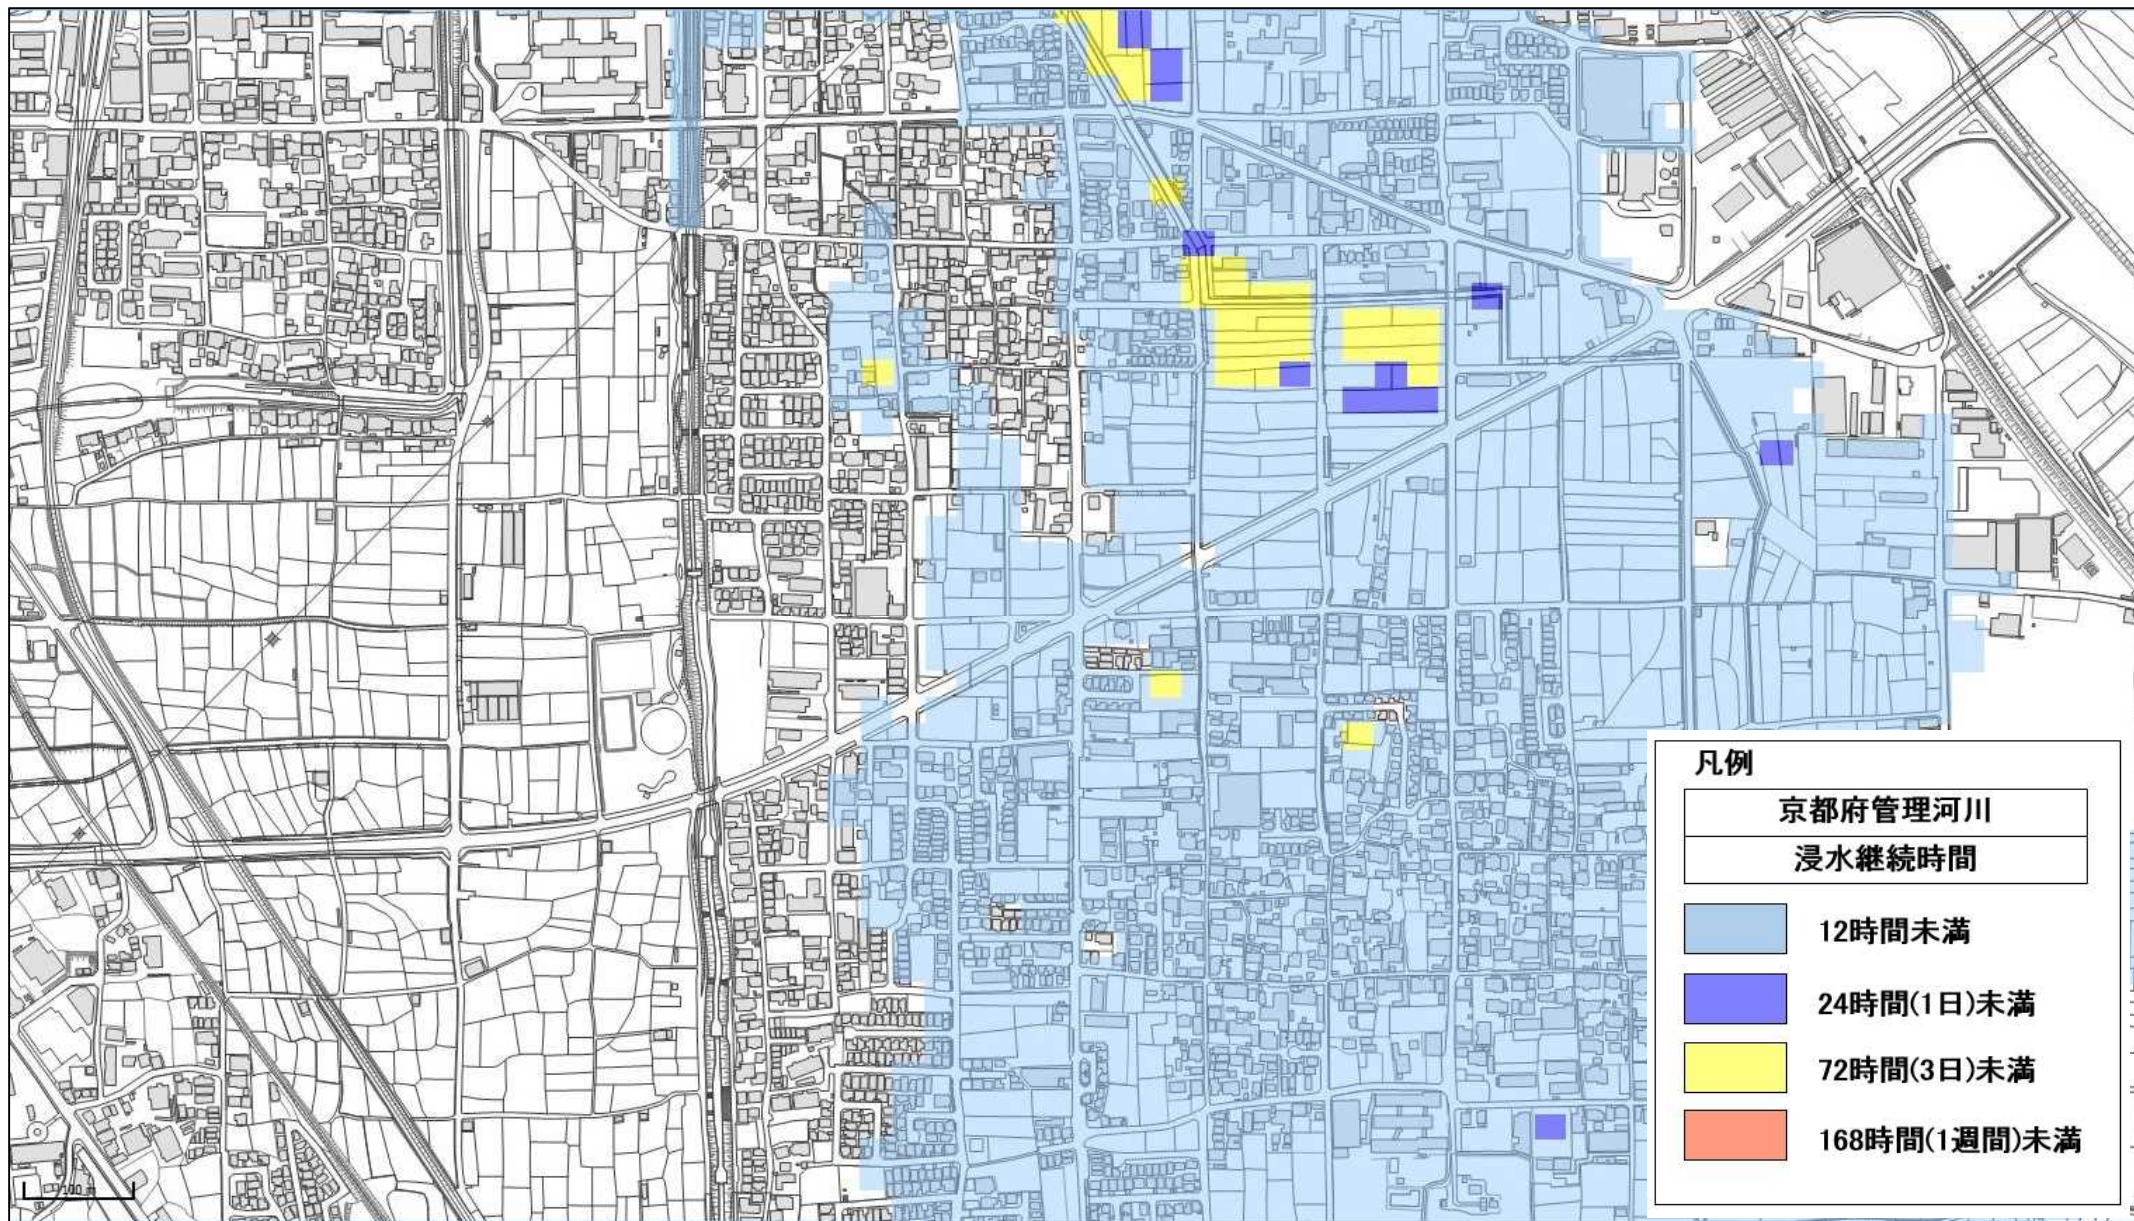 凡例
京都府管理河川
浸水継続時間
12時間未満
24時間(1日)未満
72時間(3日)未満
168時間(1週間)未満
100 m